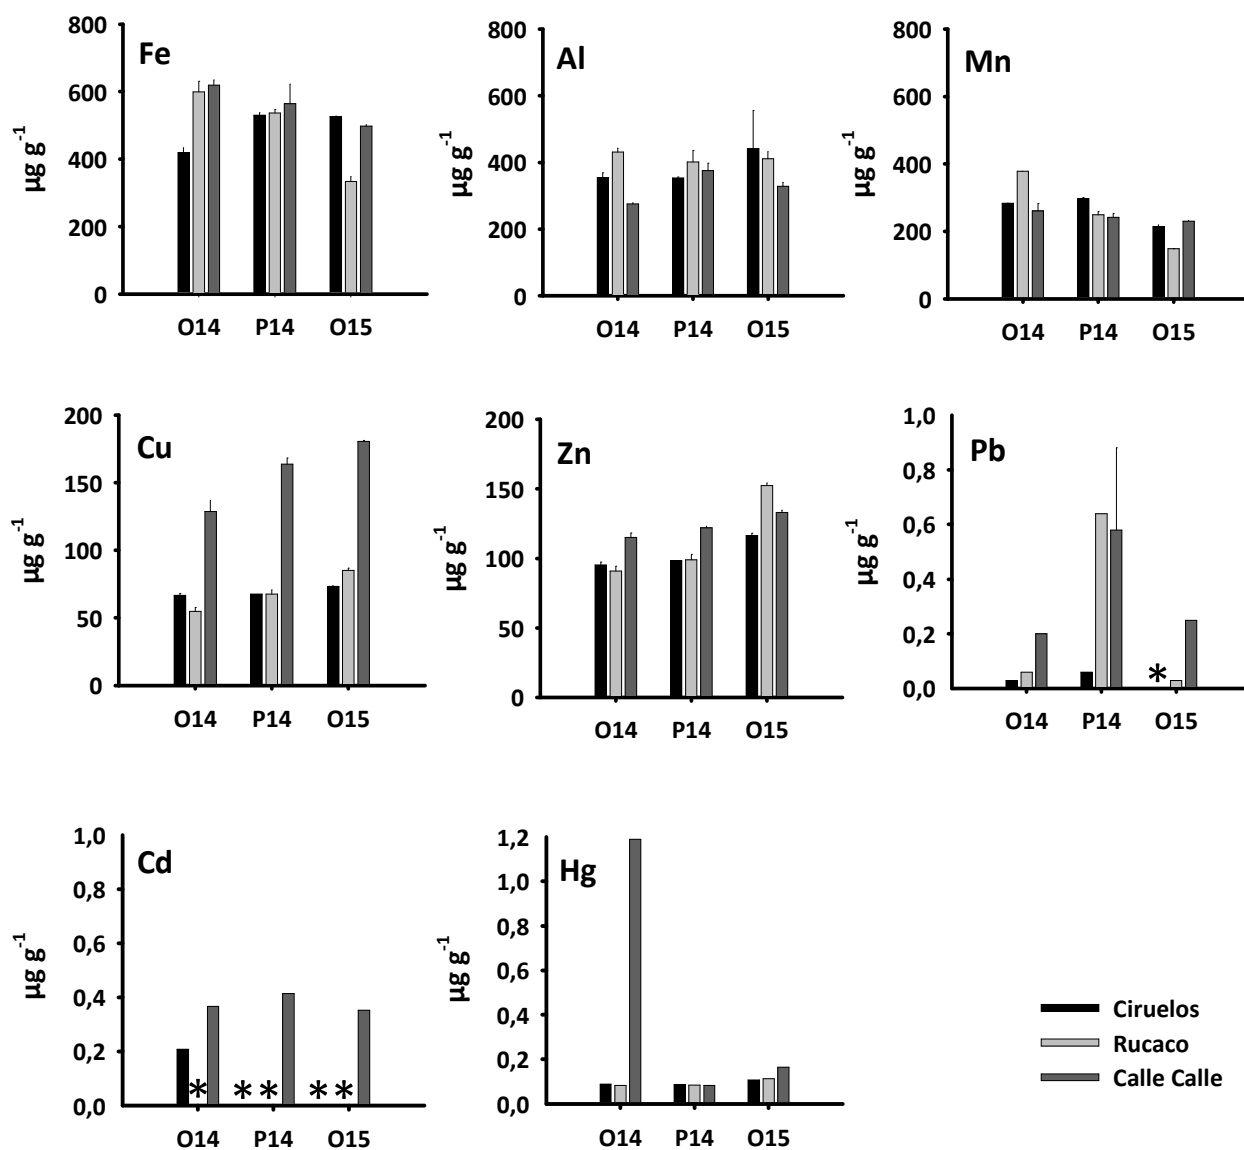 Fe
800
600
400
200
0
µg g-1
O14 P14 O15
Al
800
600
400
200
0
µg g-1
O14 P14 O15
Mn
800
600
400
200
0
µg g-1
O14 P14 O15
Cu
200
150
100
50
0
µg g-1
O14 P14 O15
Zn
200
150
100
50
0
µg g-1
O14 P14 O15
Pb
1,0
0,8
0,6
0,4
0,2
0,0
µg g-1
*
O14 P14 O15
Cd
1,0
0,8
0,6
0,4
0,2
0,0
µg g-1
* * * * *
O14 P14 O15
Hg
1,2
1,0
0,8
0,6
0,4
0,2
0,0
µg g-1
O14 P14 O15
Ciruelos
Rucaco
Calle Calle